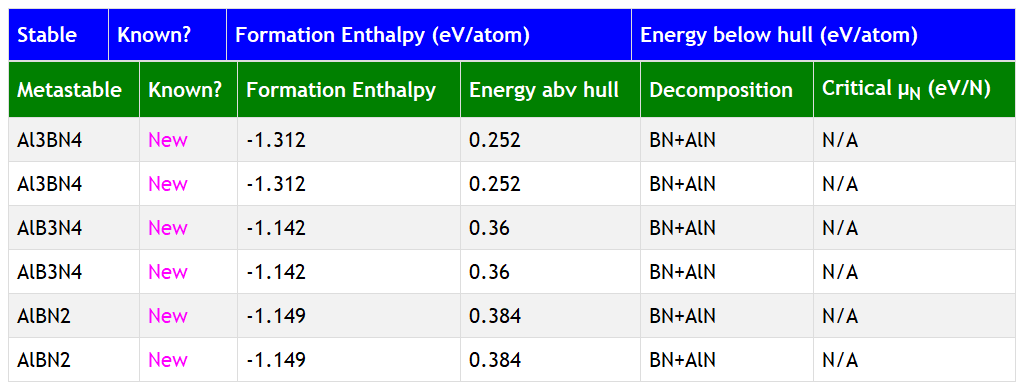 Stable Known? Formation Enthalpy (eV/atom) Energy below hull (eV/atom)
Metastable Known? Formation Enthalpy Energy abv hull Decomposition Critical μN (eV/N)
Al3BN4 New -1.312 0.252 BN+AlN N/A
Al3BN4 New -1.312 0.252 BN+AlN N/A
AlB3N4 New -1.142 0.36 BN+AlN N/A
AlB3N4 New -1.142 0.36 BN+AlN N/A
AlBN2 New -1.149 0.384 BN+AlN N/A
AlBN2 New -1.149 0.384 BN+AlN N/A